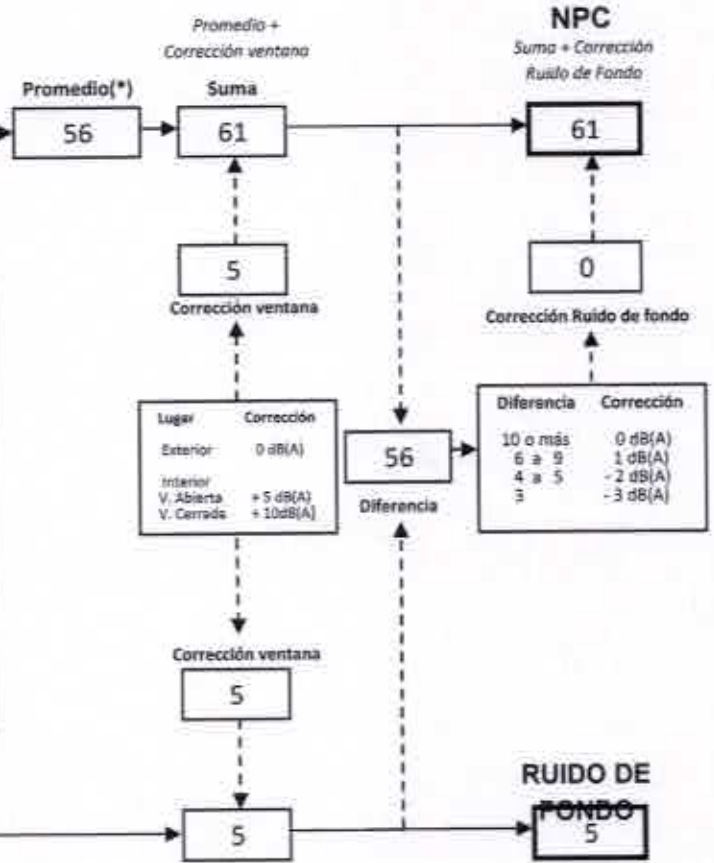 Promedio +
Corrección ventana
NPC
Suma + Corrección
Ruido de Fondo
Promedio(*)
Suma
56
61
61
5
0
Corrección ventana
Corrección Ruido de fondo
Lugar Corrección
Exterior 0 dB(A)
Interior
V. Abierta + 5 dB(A)
V. Cerrada + 10dB(A)
56
Diferencia
Diferencia Corrección
10 o más 0 dB(A)
6 a 9 1 dB(A)
4 a 5 - 2 dB(A)
3 - 3 dB(A)
Corrección ventana
5
RUIDO DE
FONDO
5
5